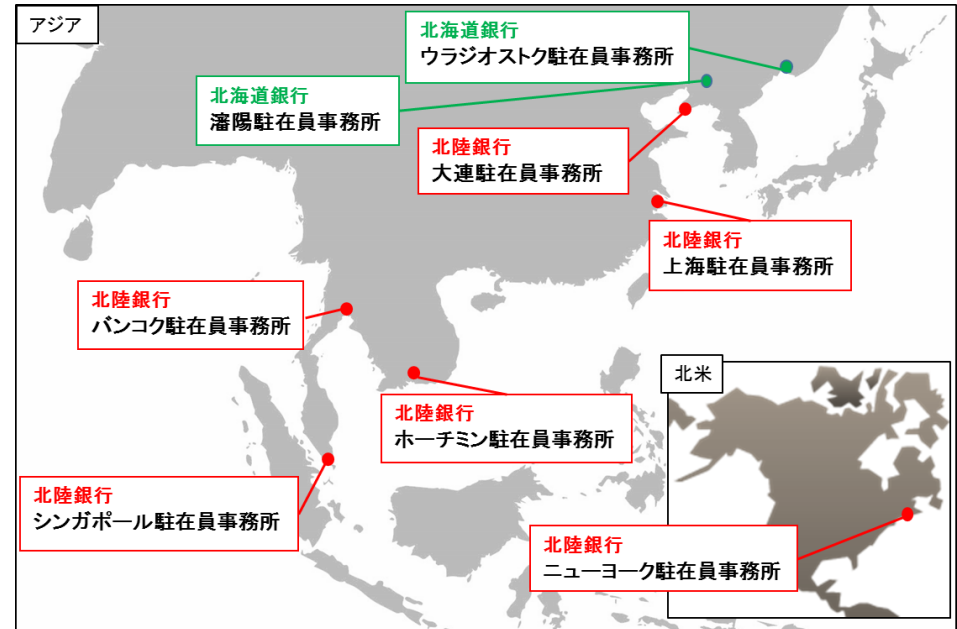 アジア
北海道銀行
ウラジオストク駐在員事務所
北海道銀行
瀋陽駐在員事務所
北陸銀行
大連駐在員事務所
北陸銀行
上海駐在員事務所
北陸銀行
バンコク駐在員事務所
北米
北陸銀行
ホーチミン駐在員事務所
北陸銀行
シンガポール駐在員事務所
北陸銀行
ニューヨーク駐在員事務所